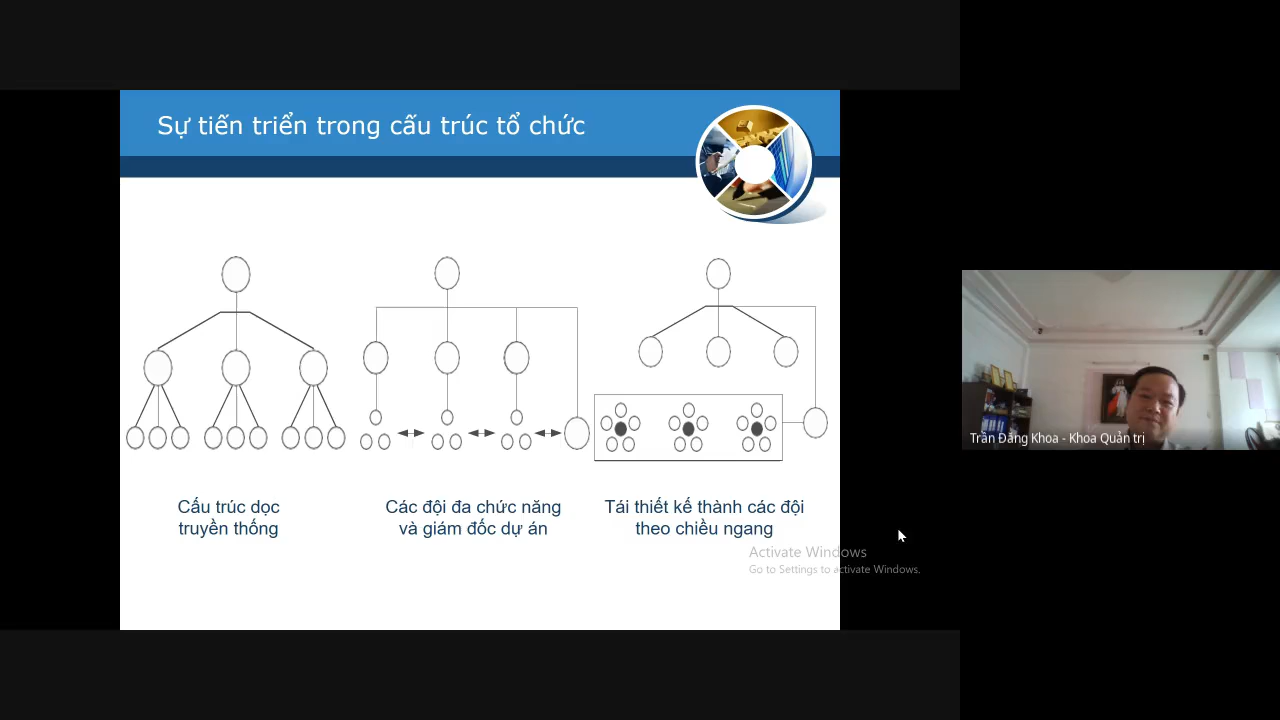 Sự tiến triển trong cấu trúc tổ chức
Cấu trúc dọc
truyền thống
Các đội đa chức năng
và giám đốc dự án
Tái thiết kế thành các đội
theo chiều ngang
Activate Windows
Go to Settings to activate Windows.
Trần Đăng Khoa - Khoa Quản trị